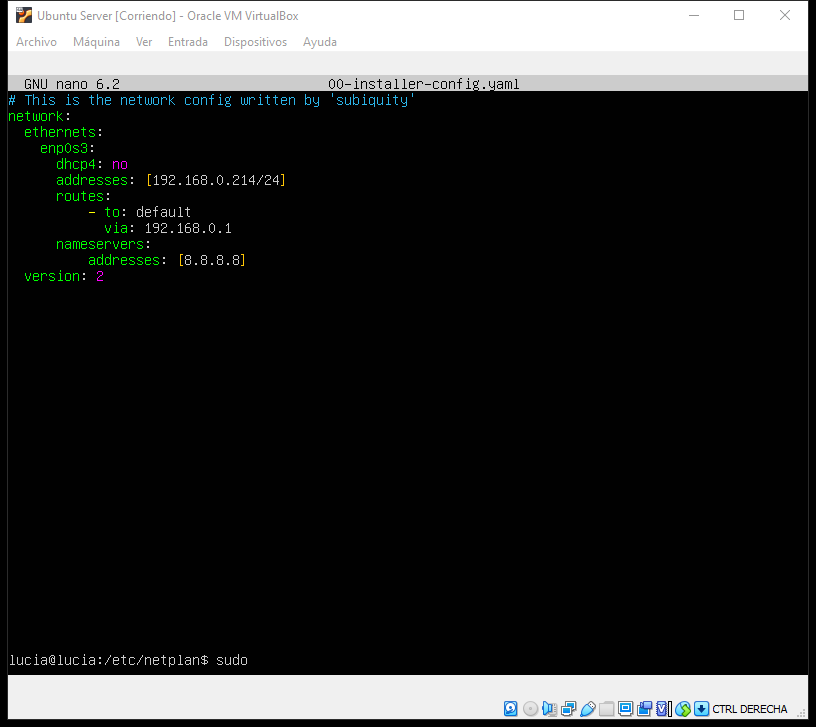 Ubuntu Server [Corriendo] - Oracle VM VirtualBox
Archivo Máquina Ver Entrada Dispositivos Ayuda
GNU nano 6.2 00-installer-config.yaml
# This is the network config written by 'subiquity'
network:
  ethernets:
    enp0s3:
      dhcp4: no
      addresses: [192.168.0.214/24]
      routes:
          - to: default
            via: 192.168.0.1
      nameservers:
          addresses: [8.8.8.8]
  version: 2
lucia@lucia:/etc/netplan$ sudo
CTRL DERECHA